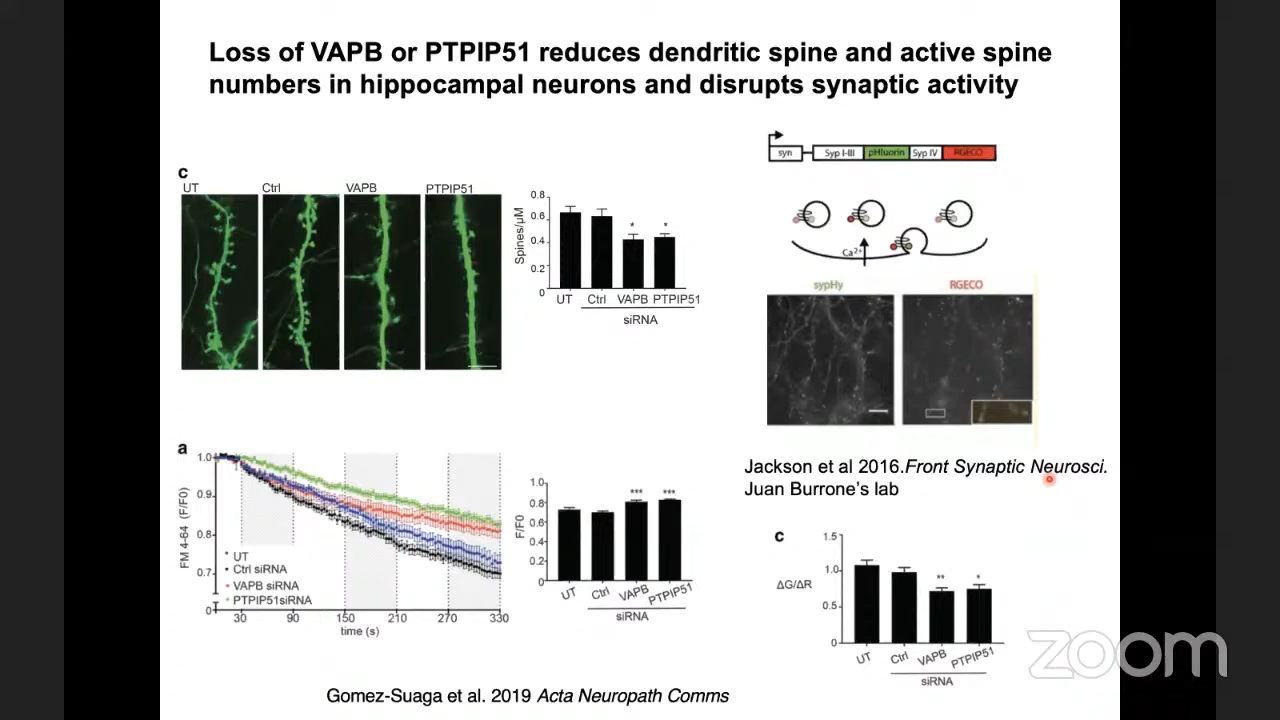 Loss of VAPB or PTPIP51 reduces dendritic spine and active spine
numbers in hippocampal neurons and disrupts synaptic activity
c
UT Ctrl VAPB PTPIP51
Spines/µM
0.8
0.6
0.4
0.2
0
UT Ctrl VAPB PTPIP51
* *
siRNA
syn Syp I-III pHluorin Syp IV RGECO
Ca2+
sypHy RGECO
Jackson et al 2016.Front Synaptic Neurosci.
Juan Burrone's lab
a
FM 4-64 (F/F0)
1.0
0.9
0.8
0.7
0
UT
Ctrl siRNA
VAPB siRNA
PTPIP51siRNA
30 90 150 210 270 330
time (s)
F/F0
1.0
0.8
0.6
0.4
0.2
0
*** ***
UT Ctrl VAPB PTPIP51
siRNA
c
ΔG/ΔR
1.5
1.0
0.5
0
** *
UT Ctrl VAPB PTPIP51
siRNA
Gomez-Suaga et al. 2019 Acta Neuropath Comms
zoom